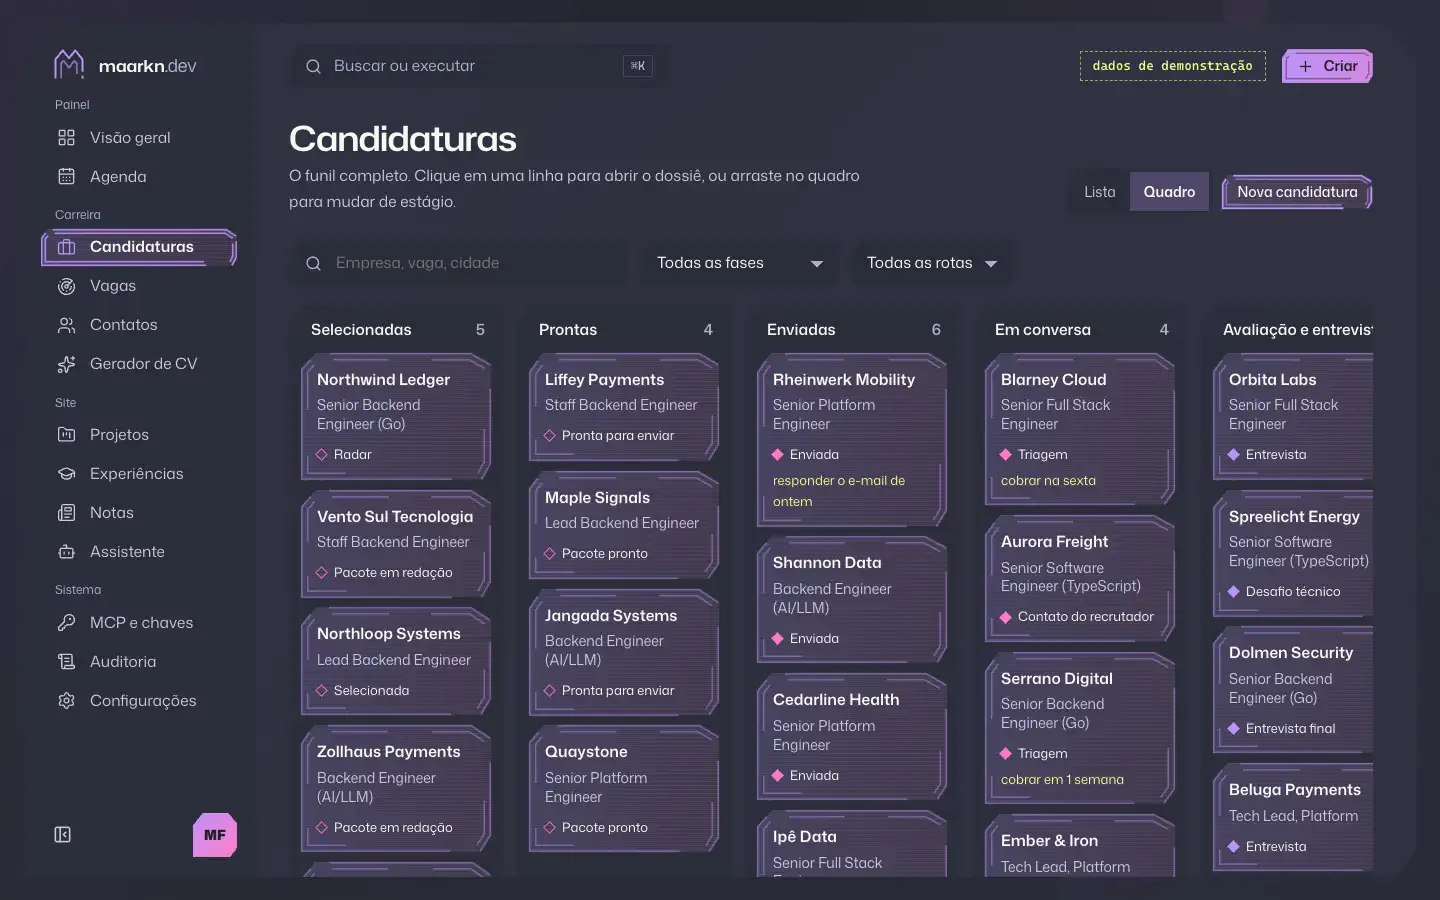 maarkn.dev
Painel
Visão geral
Agenda
Carreira
Candidaturas
Vagas
Contatos
Gerador de CV
Site
Projetos
Experiências
Notas
Assistente
Sistema
MCP e chaves
Auditoria
Configurações
MF
Buscar ou executar
⌘K
dados de demonstração
+ Criar
Candidaturas
O funil completo. Clique em uma linha para abrir o dossiê, ou arraste no quadro
para mudar de estágio.
Lista
Quadro
Nova candidatura
Empresa, vaga, cidade
Todas as fases
Todas as rotas
Selecionadas 5
Northwind Ledger
Senior Backend
Engineer (Go)
Radar
Vento Sul Tecnologia
Staff Backend Engineer
Pacote em redação
Northloop Systems
Lead Backend Engineer
Selecionada
Zollhaus Payments
Backend Engineer
(AI/LLM)
Pacote em redação
Prontas 4
Liffey Payments
Staff Backend Engineer
Pronta para enviar
Maple Signals
Lead Backend Engineer
Pacote pronto
Jangada Systems
Backend Engineer
(AI/LLM)
Pronta para enviar
Quaystone
Senior Platform
Engineer
Pacote pronto
Enviadas 6
Rheinwerk Mobility
Senior Platform
Engineer
Enviada
responder o e-mail de
ontem
Shannon Data
Backend Engineer
(AI/LLM)
Enviada
Cedarline Health
Senior Platform
Engineer
Enviada
Ipê Data
Senior Full Stack
Em conversa 4
Blarney Cloud
Senior Full Stack
Engineer
Triagem
cobrar na sexta
Aurora Freight
Senior Software
Engineer (TypeScript)
Contato do recrutador
Serrano Digital
Senior Backend
Engineer (Go)
Triagem
cobrar em 1 semana
Ember & Iron
Tech Lead, Platform
Avaliação e entrevis
Orbita Labs
Senior Full Stack
Engineer
Entrevista
Spreelicht Energy
Senior Software
Engineer (TypeScript)
Desafio técnico
Dolmen Security
Senior Backend
Engineer (Go)
Entrevista final
Beluga Payments
Tech Lead, Platform
Entrevista